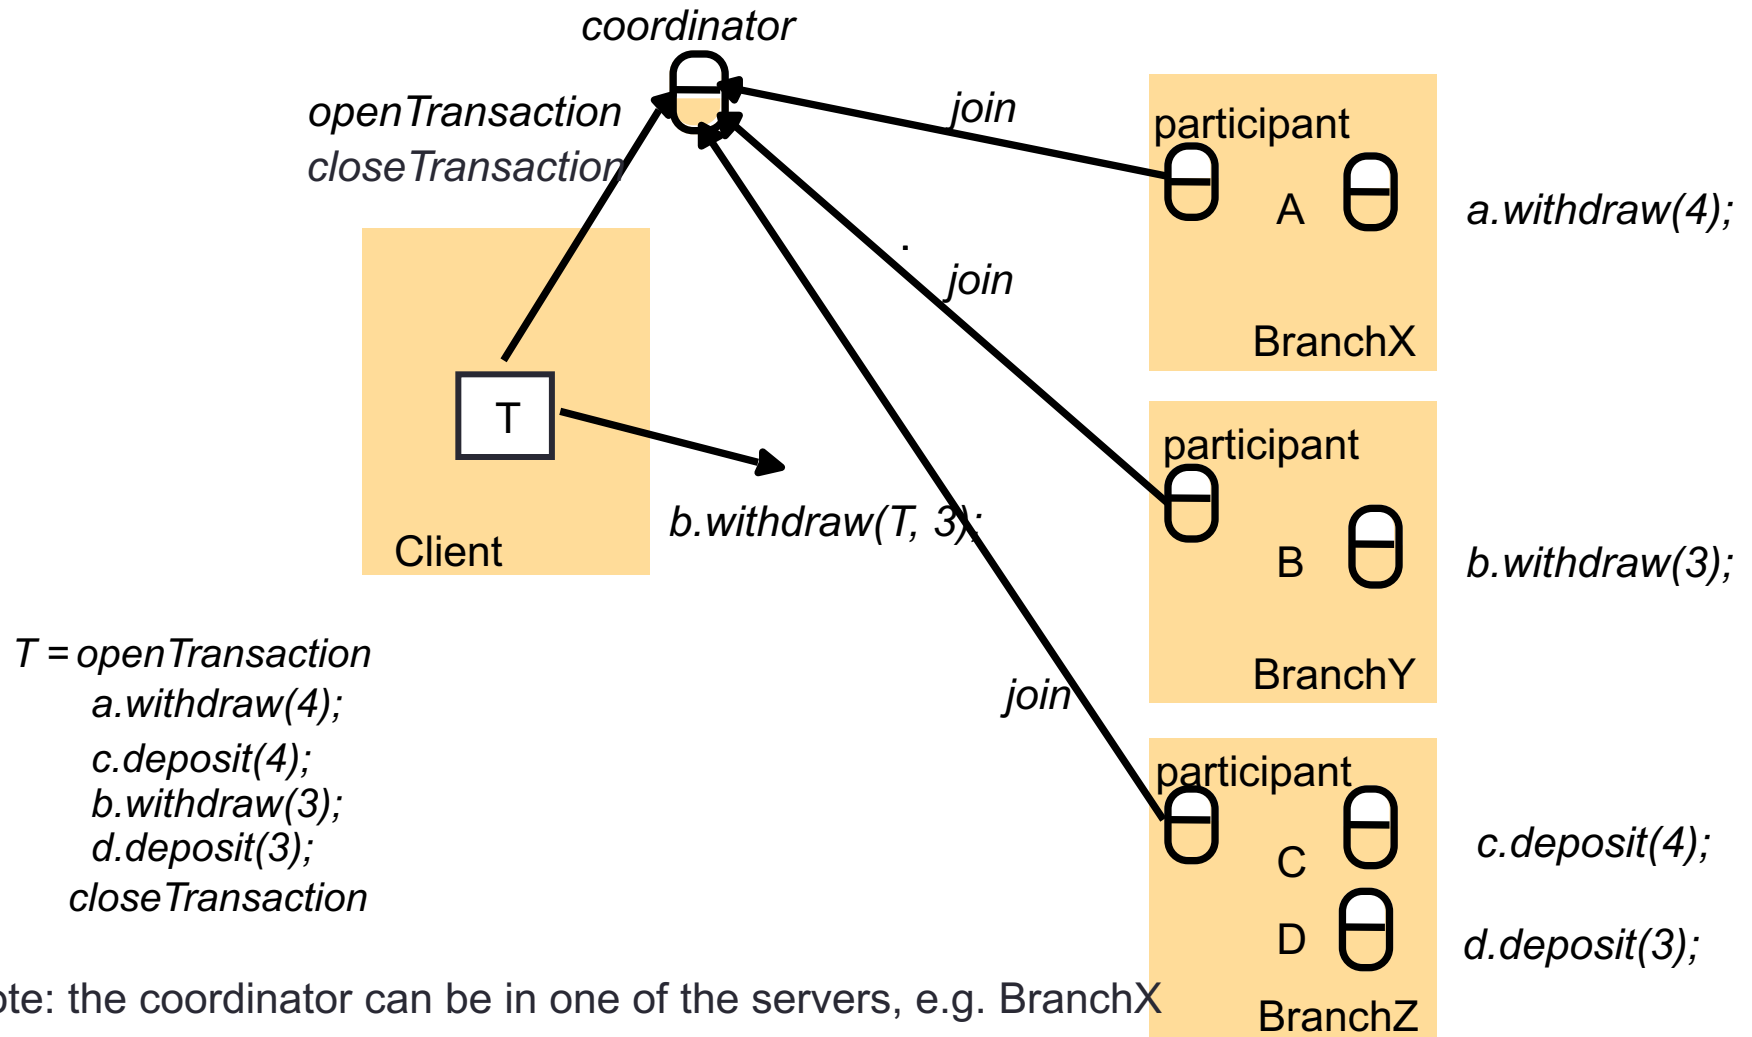 coordinator
openTransaction
closeTransaction
join
participant
A
a.withdraw(4);
.
join
BranchX
T
participant
Client
b.withdraw(T, 3);
B
b.withdraw(3);
BranchY
T = openTransaction
a.withdraw(4);
c.deposit(4);
b.withdraw(3);
d.deposit(3);
closeTransaction
join
participant
C
c.deposit(4);
D
d.deposit(3);
BranchZ
ote: the coordinator can be in one of the servers, e.g. BranchX